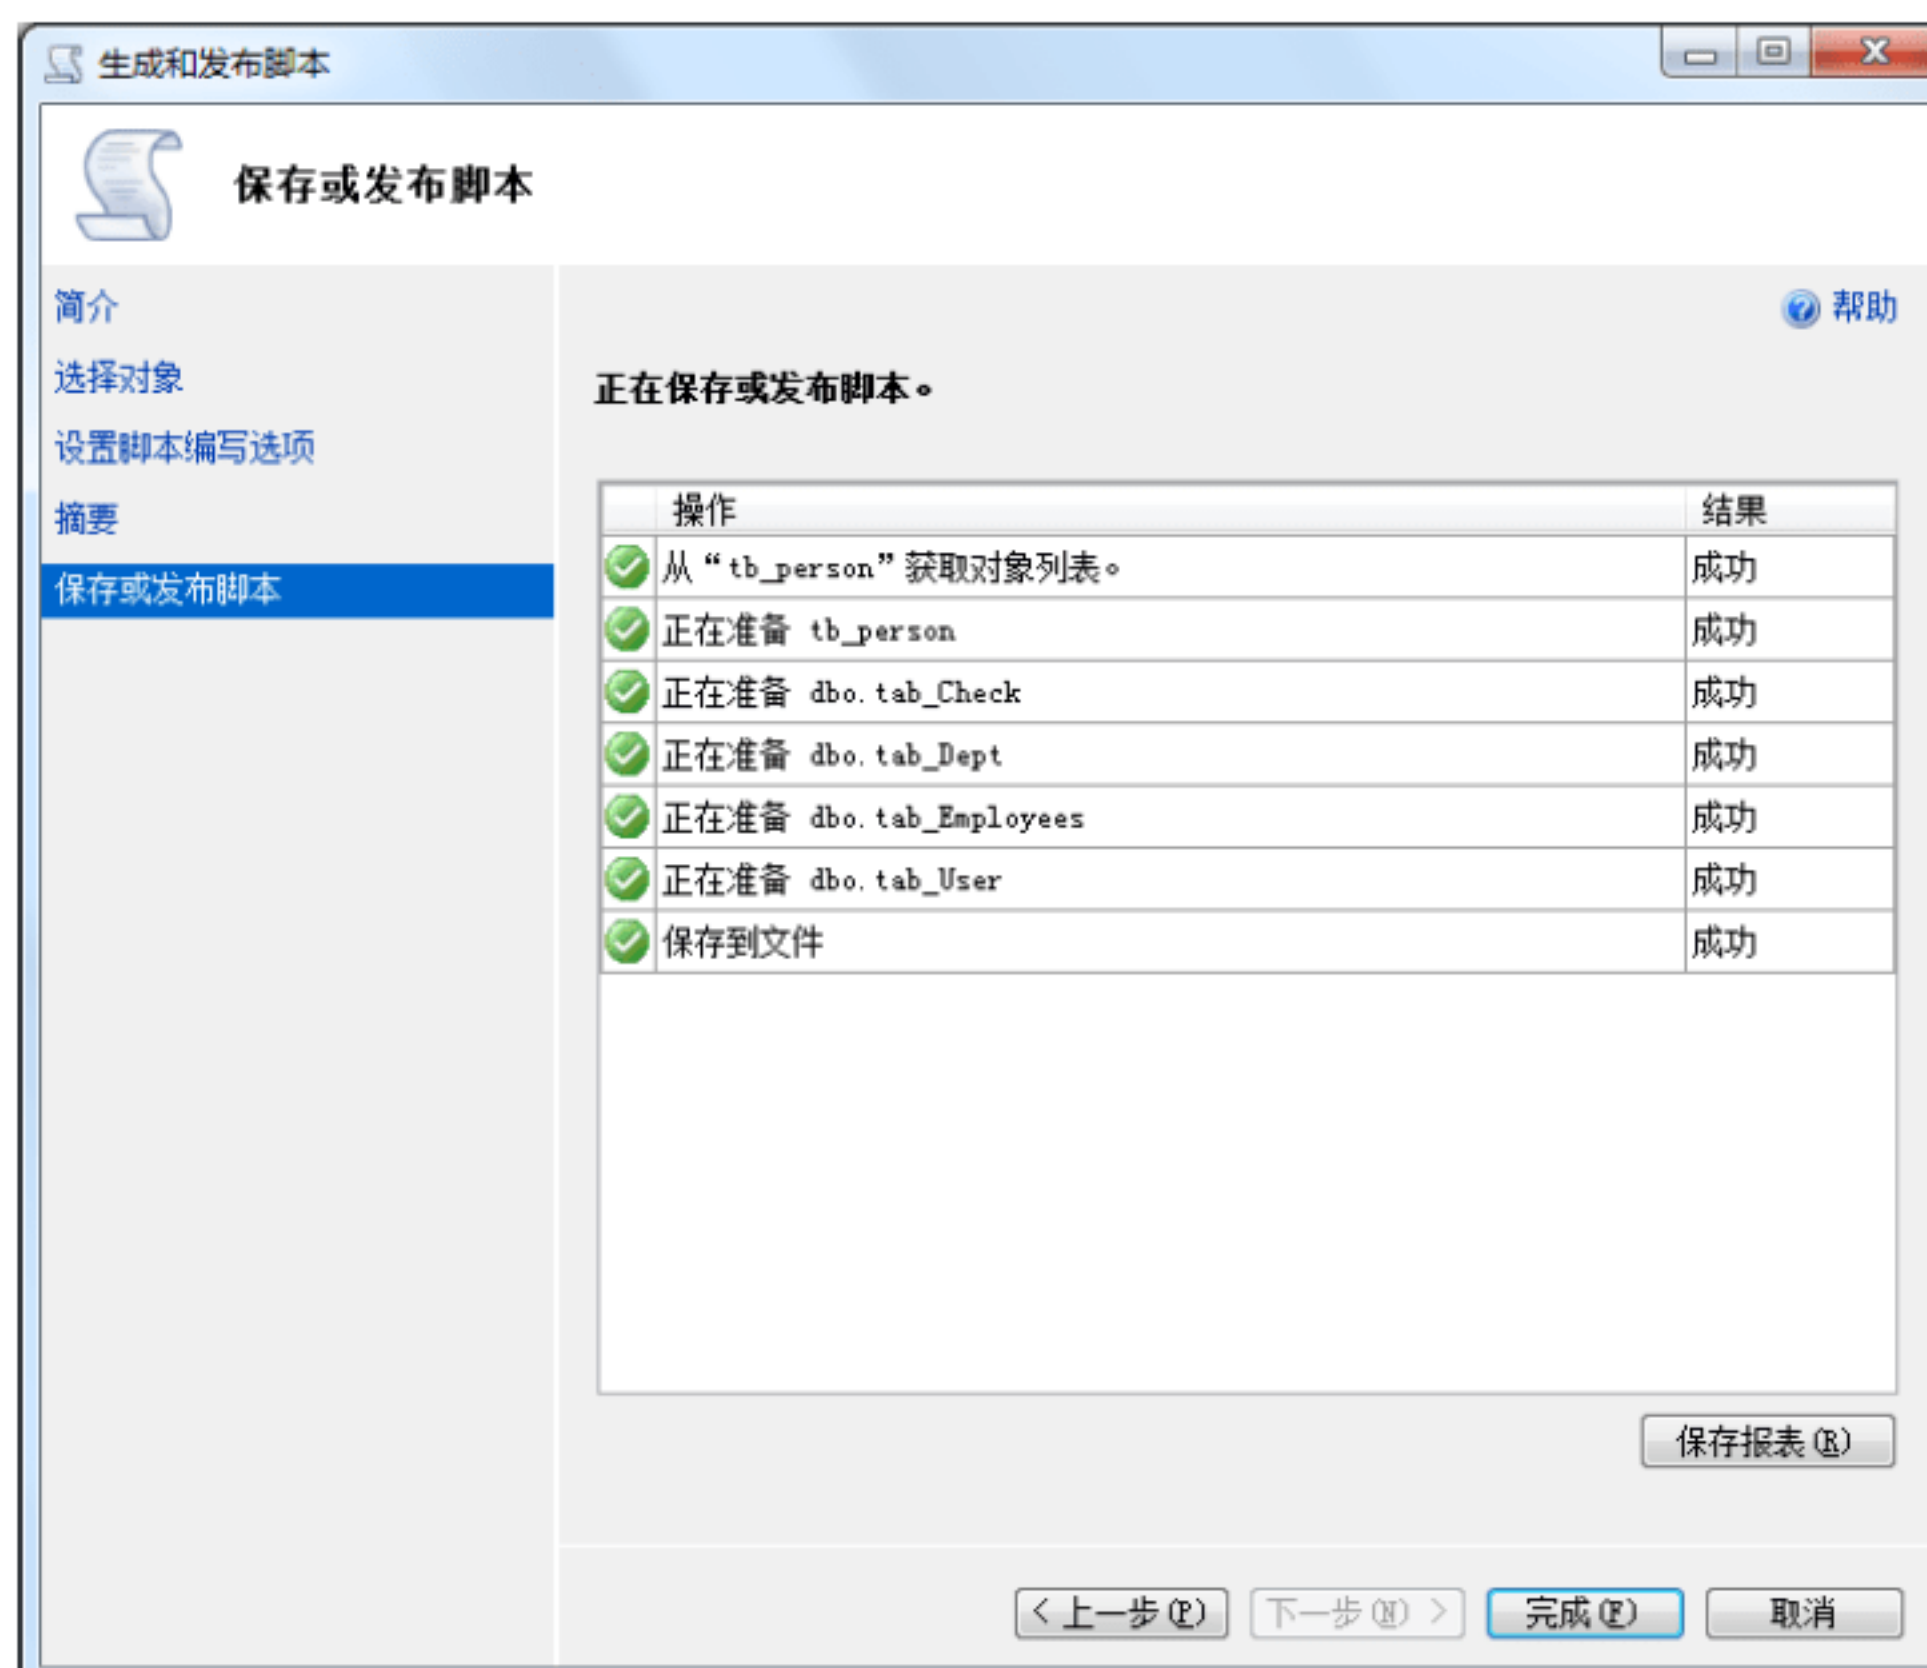 生成和发布脚本
保存或发布脚本
简介
选择对象
设置脚本编写选项
摘要
保存或发布脚本
帮助
正在保存或发布脚本。
操作 结果
从“tb_person”获取对象列表。 成功
正在准备 tb_person 成功
正在准备 dbo.tab_Check 成功
正在准备 dbo.tab_Dept 成功
正在准备 dbo.tab_Employees 成功
正在准备 dbo.tab_User 成功
保存到文件 成功
保存报表(R)
< 上一步(P) 下一步(N) > 完成(F) 取消